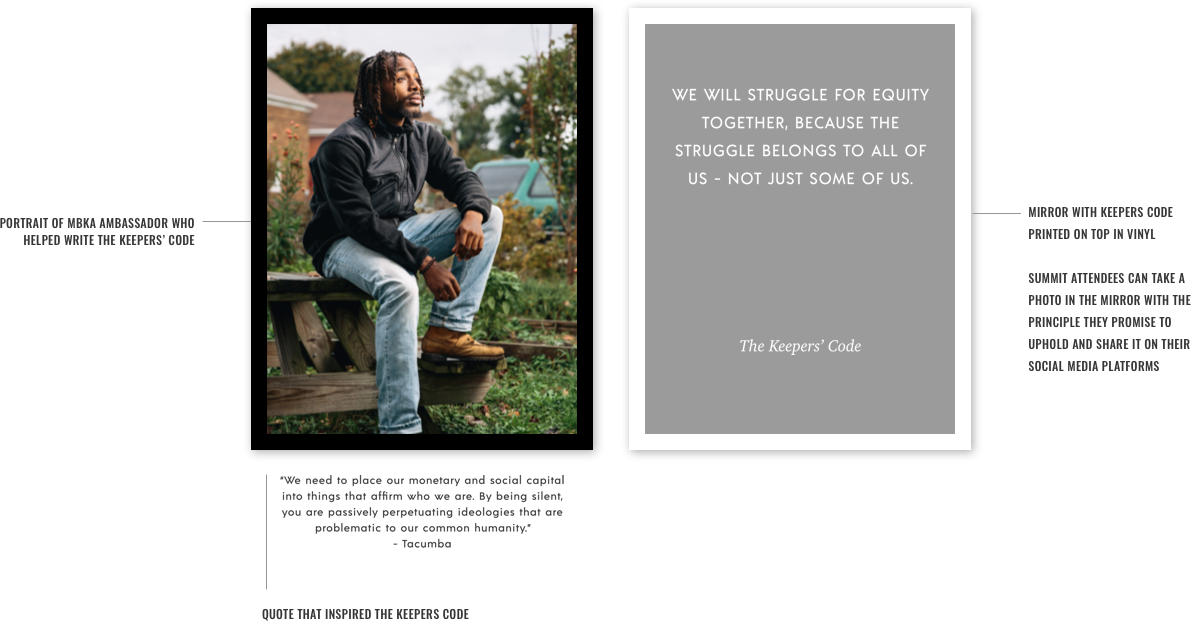 PORTRAIT OF MBKA AMBASSADOR WHO
HELPED WRITE THE KEEPERS' CODE
WE WILL STRUGGLE FOR EQUITY
TOGETHER, BECAUSE THE
STRUGGLE BELONGS TO ALL OF
US - NOT JUST SOME OF US.
The Keepers' Code
MIRROR WITH KEEPERS CODE
PRINTED ON TOP IN VINYL
SUMMIT ATTENDEES CAN TAKE A
PHOTO IN THE MIRROR WITH THE
PRINCIPLE THEY PROMISE TO
UPHOLD AND SHARE IT ON THEIR
SOCIAL MEDIA PLATFORMS
"We need to place our monetary and social capital
into things that affirm who we are. By being silent,
you are passively perpetuating ideologies that are
problematic to our common humanity."
- Tacumba
QUOTE THAT INSPIRED THE KEEPERS CODE